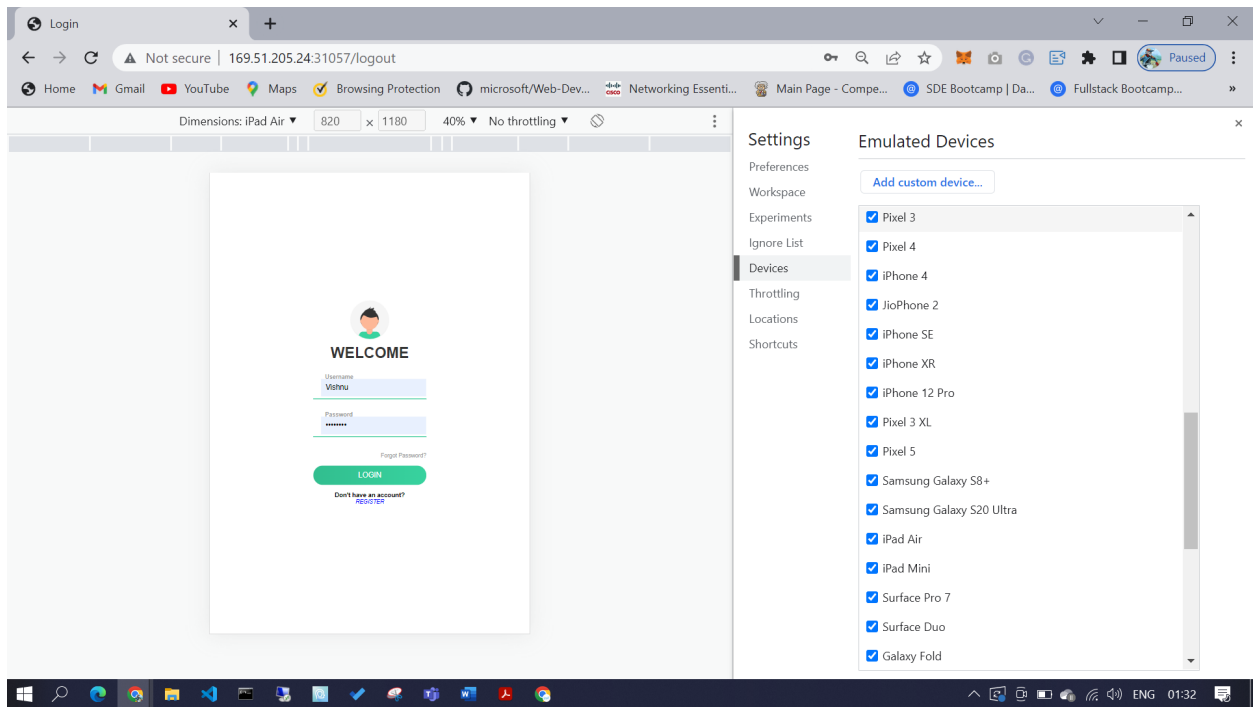 Login
Not secure | 169.51.205.24:31057/logout
Paused
Home Gmail YouTube Maps Browsing Protection microsoft/Web-Dev... Networking Essenti... Main Page - Compe... SDE Bootcamp | Da... Fullstack Bootcamp... »
Dimensions: iPad Air ▼ 820 × 1180 40% ▼ No throttling ▼
WELCOME
Username
Vishnu
Password
••••••••
Forgot Password?
LOGIN
Don't have an account?
REGISTER
Settings
Preferences
Workspace
Experiments
Ignore List
Devices
Throttling
Locations
Shortcuts
Emulated Devices
Add custom device...
Pixel 3
Pixel 4
iPhone 4
JioPhone 2
iPhone SE
iPhone XR
iPhone 12 Pro
Pixel 3 XL
Pixel 5
Samsung Galaxy S8+
Samsung Galaxy S20 Ultra
iPad Air
iPad Mini
Surface Pro 7
Surface Duo
Galaxy Fold
ENG 01:32